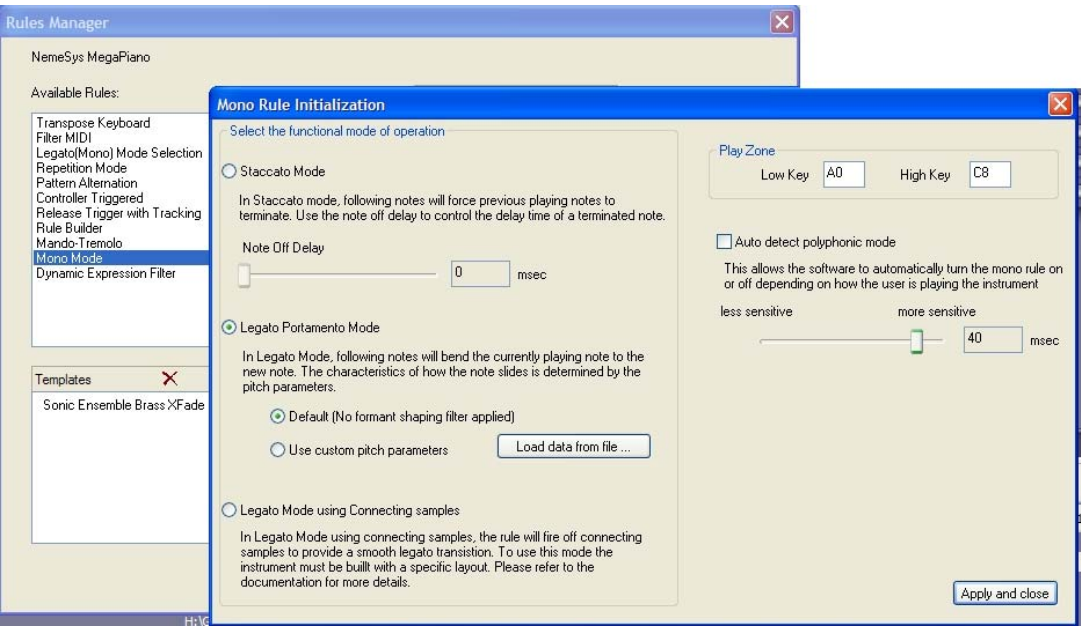 Rules Manager
NemeSys MegaPiano
Available Rules:
Transpose Keyboard
Filter MIDI
Legato(Mono) Mode Selection
Repetition Mode
Pattern Alternation
Controller Triggered
Release Trigger with Tracking
Rule Builder
Mando-Tremolo
Mono Mode
Dynamic Expression Filter
Templates
Sonic Ensemble Brass XFade
Mono Rule Initialization
Select the functional mode of operation
Staccato Mode
In Staccato mode, following notes will force previous playing notes to
terminate. Use the note off delay to control the delay time of a terminated note.
Note Off Delay
0 msec
Legato Portamento Mode
In Legato Mode, following notes will bend the currently playing note to the
new note. The characteristics of how the note slides is determined by the
pitch parameters.
Default (No formant shaping filter applied)
Use custom pitch parameters
Load data from file ...
Legato Mode using Connecting samples
In Legato Mode using connecting samples, the rule will fire off connecting
samples to provide a smooth legato transistion. To use this mode the
instrument must be buillt with a specific layout. Please refer to the
documentation for more details.
Play Zone
Low Key A0 High Key C8
Auto detect polyphonic mode
This allows the software to automatically turn the mono rule on
or off depending on how the user is playing the instrument
less sensitive more sensitive
40 msec
Apply and close